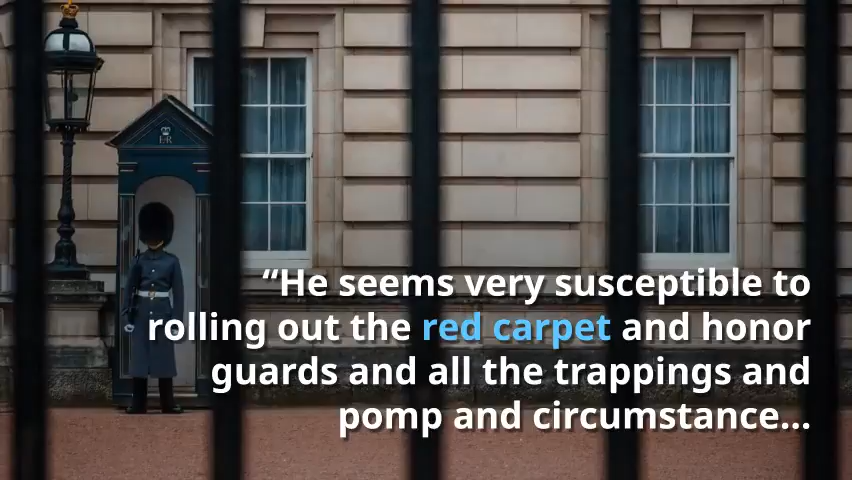 E R
“He seems very susceptible to
rolling out the red carpet and honor
guards and all the trappings and
pomp and circumstance...